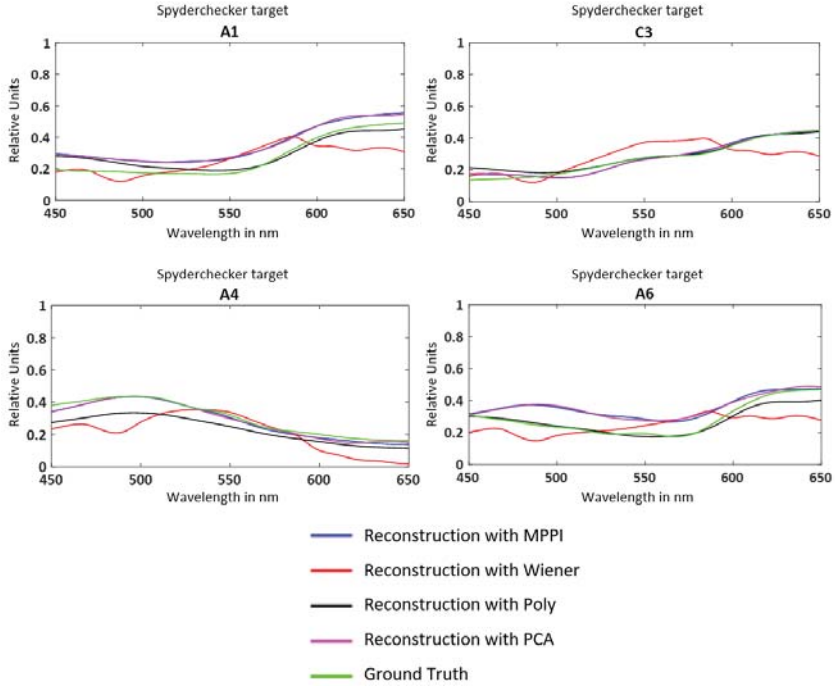 Spyderchecker target
A1
Relative Units
1
0.8
0.6
0.4
0.2
0
450 500 550 600 650
Wavelength in nm
Spyderchecker target
C3
Relative Units
1
0.8
0.6
0.4
0.2
0
450 500 550 600 650
Wavelength in nm
Spyderchecker target
A4
Relative Units
1
0.8
0.6
0.4
0.2
0
450 500 550 600 650
Wavelength in nm
Spyderchecker target
A6
Relative Units
1
0.8
0.6
0.4
0.2
0
450 500 550 600 650
Wavelength in nm
Reconstruction with MPPI
Reconstruction with Wiener
Reconstruction with Poly
Reconstruction with PCA
Ground Truth